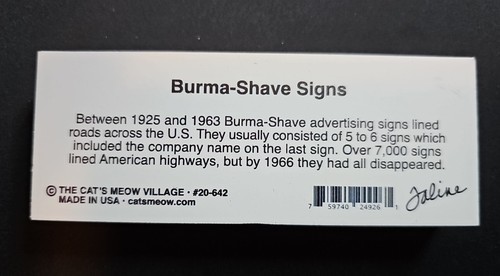 Burma-Shave Signs
Between 1925 and 1963 Burma-Shave advertising signs lined
roads across the U.S. They usually consisted of 5 to 6 signs which
included the company name on the last sign. Over 7,000 signs
lined American highways, but by 1966 they had all disappeared.
© THE CAT'S MEOW VILLAGE • #20-642
MADE IN USA • catsmeow.com
7 59740 24926 1
Faline